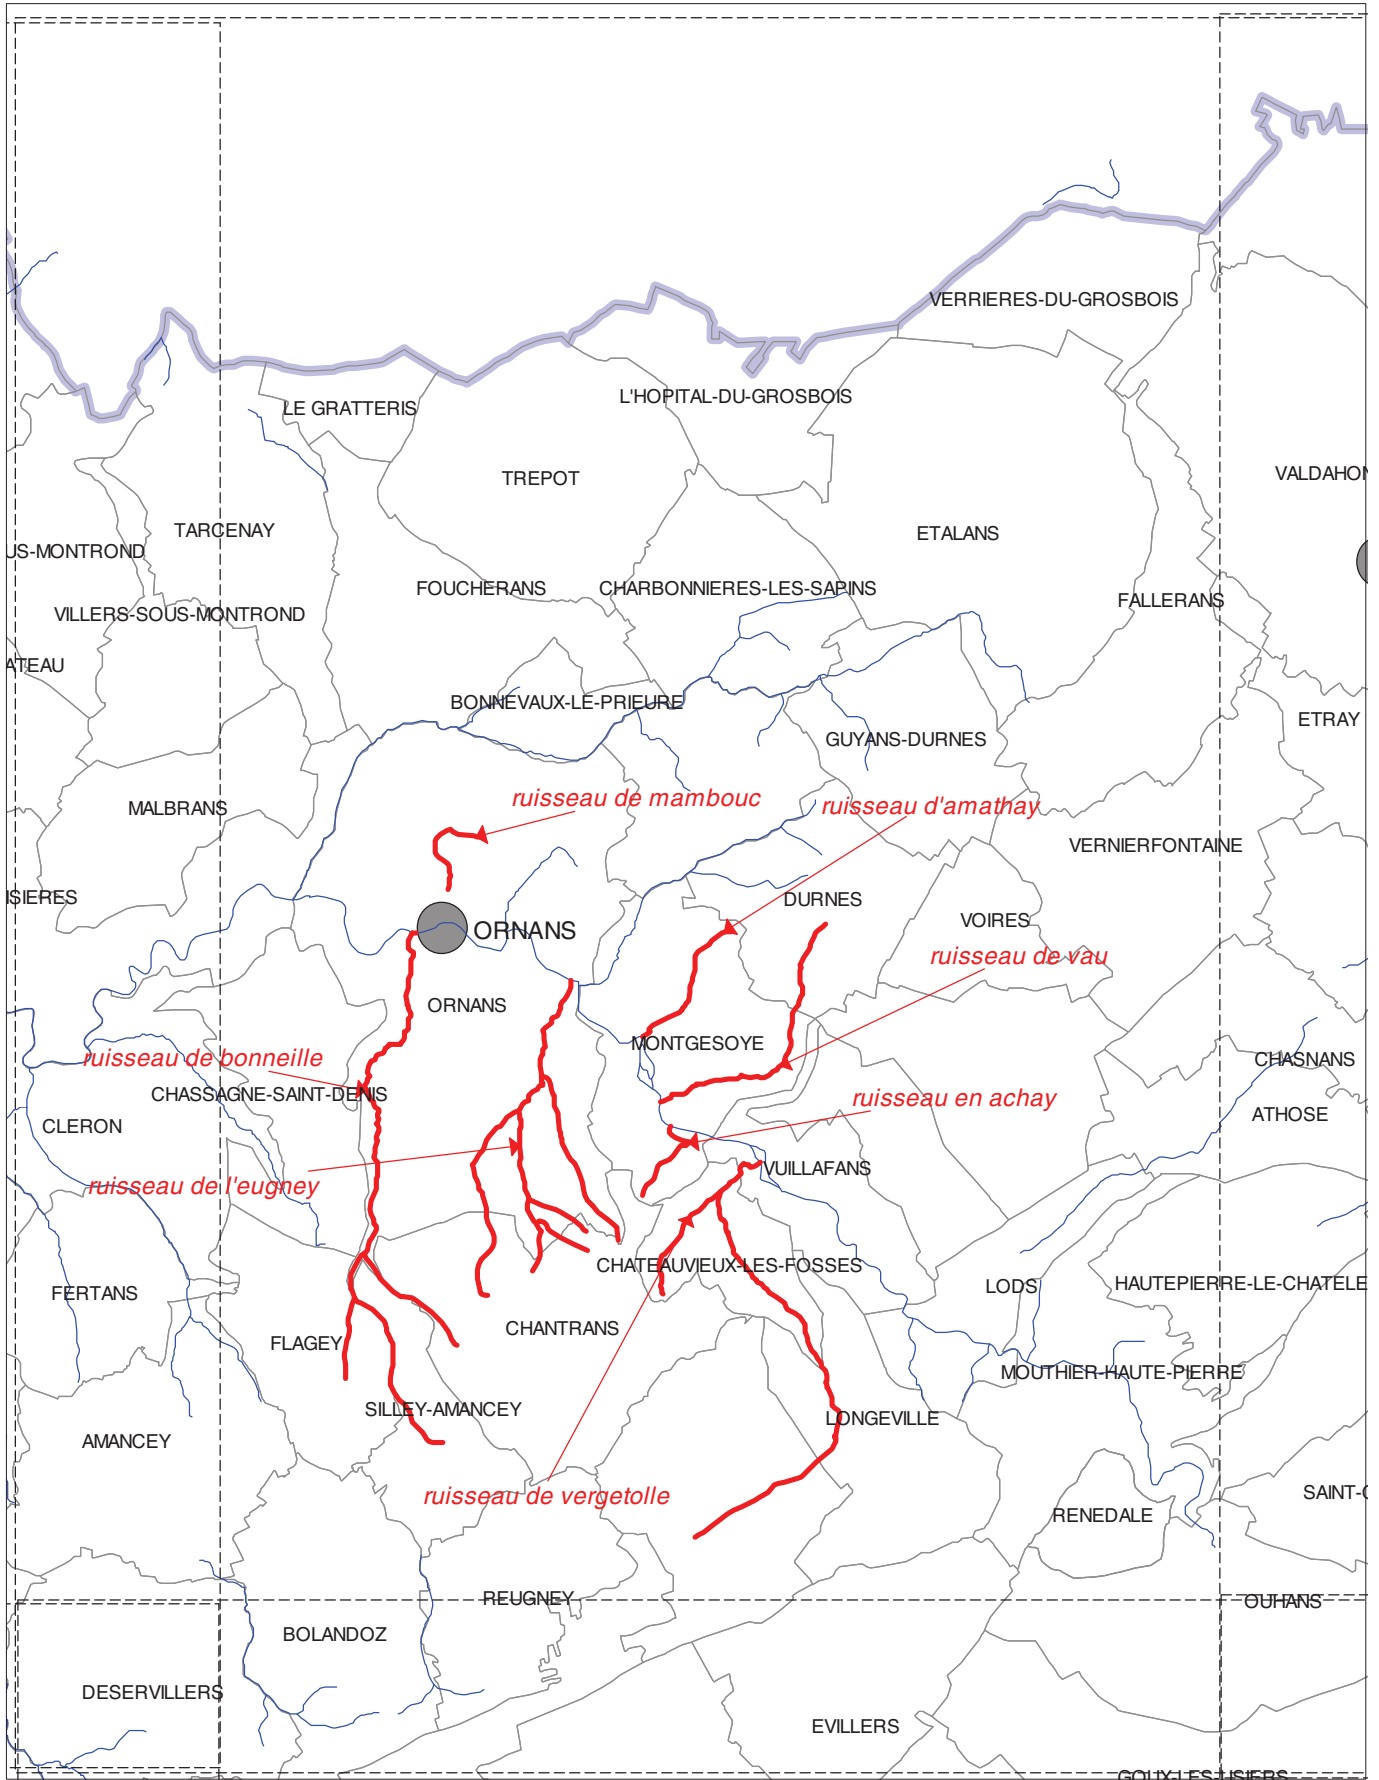 VERRIERES-DU-GROSBOIS
L'HOPITAL-DU-GROSBOIS
LE GRATTERIS
TREPOT
VALDAHON
TARCENAY
ETALANS
US-MONTROND
FOUCHERANS
CHARBONNIERES-LES-SAPINS
FALLERANS
VILLERS-SOUS-MONTROND
ATEAU
BONNEVAUX-LE-PRIEURE
ETRAY
GUYANS-DURNES
ruisseau de mambouc
ruisseau d'amathay
MALBRANS
VERNIERFONTAINE
ISIERES
DURNES
VOIRES
ORNANS
ruisseau de vau
ORNANS
MONTGESOYE
ruisseau de bonneille
CHASNANS
CHASSAGNE-SAINT-DENIS
ruisseau en achay
ATHOSE
CLERON
VUILLAFANS
ruisseau de l'eugney
CHATEAUVIEUX-LES-FOSSES
LODS
HAUTEPIERRE-LE-CHATELE
FERTANS
CHANTRANS
FLAGEY
MOUTHIER-HAUTE-PIERRE
SILLEY-AMANCEY
LONGEVILLE
AMANCEY
ruisseau de vergetolle
SAINT-G
RENEDALE
REUGNEY
OUHANS
BOLANDOZ
DESERVILLERS
EVILLERS
GOUX-LES-USIERS